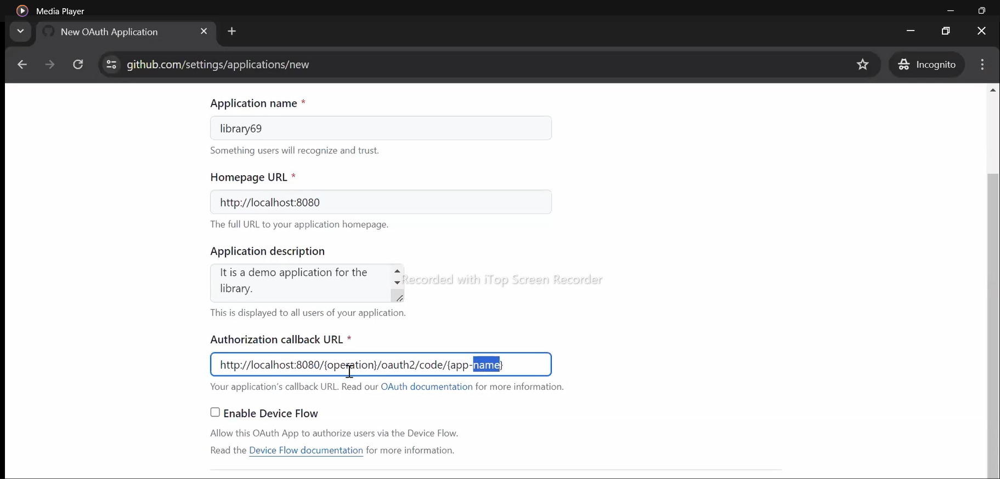 Media Player
New OAuth Application
github.com/settings/applications/new
Incognito
Application name *
library69
Something users will recognize and trust.
Homepage URL *
http://localhost:8080
The full URL to your application homepage.
Application description
It is a demo application for the
library.
Recorded with iTop Screen Recorder
This is displayed to all users of your application.
Authorization callback URL *
http://localhost:8080/{operation}/oauth2/code/{app-name}
Your application's callback URL. Read our OAuth documentation for more information.
Enable Device Flow
Allow this OAuth App to authorize users via the Device Flow.
Read the Device Flow documentation for more information.